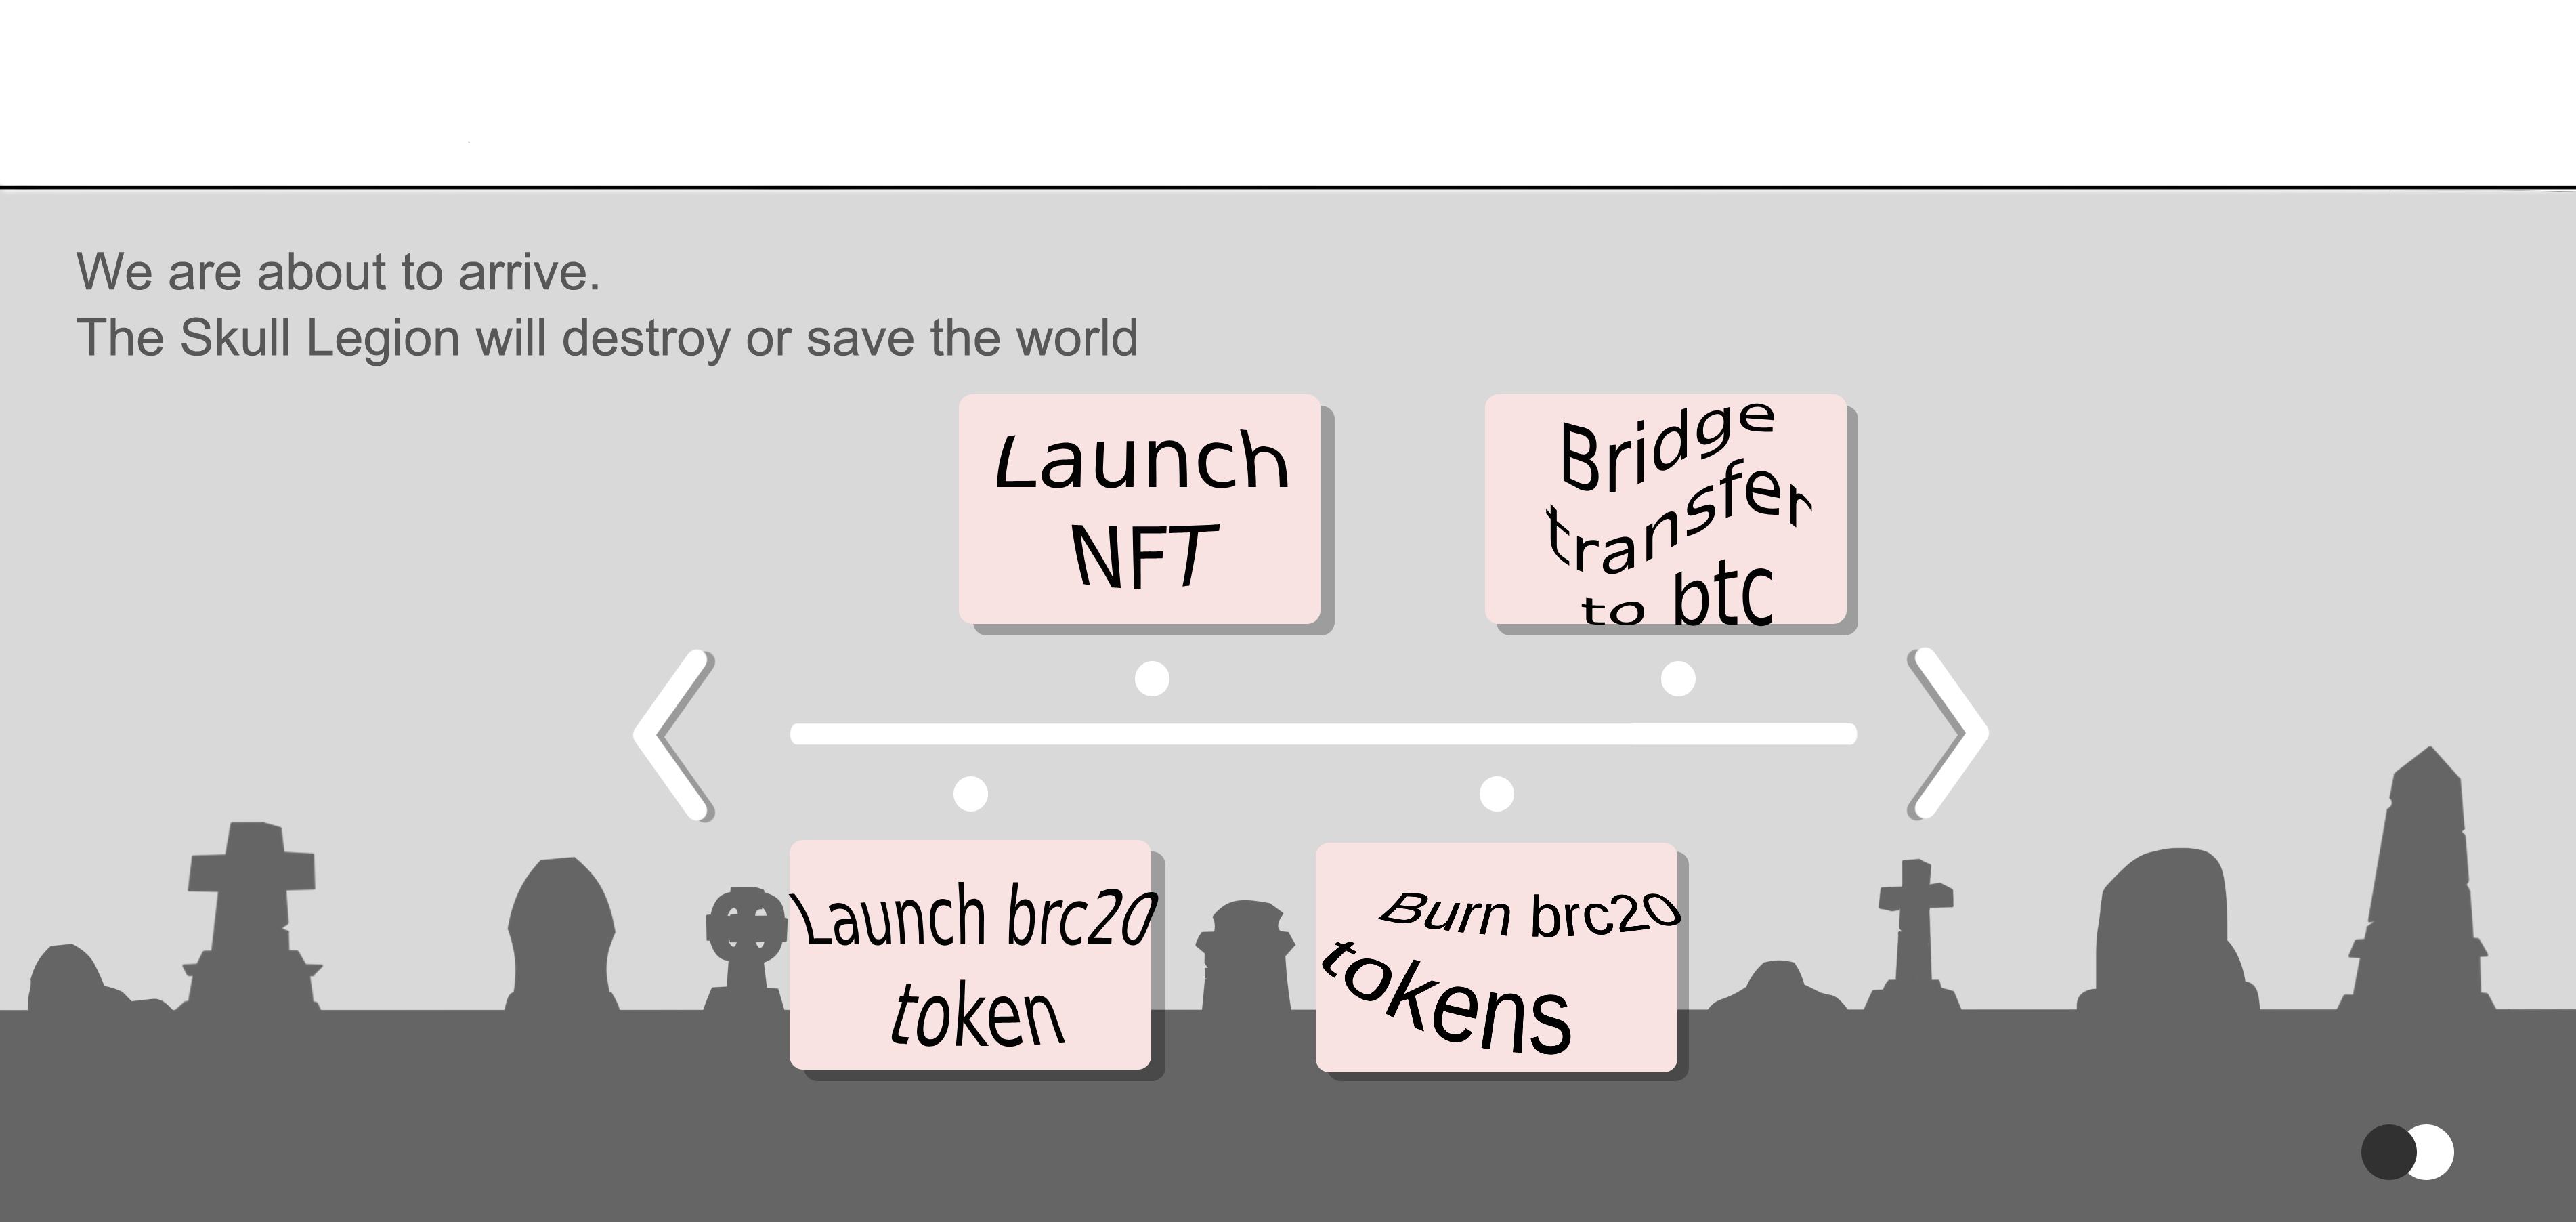 We are about to arrive.
The Skull Legion will destroy or save the world
Launch
NFT
Bridge
transfer
to btc
Launch brc20
token
Burn brc20
tokens